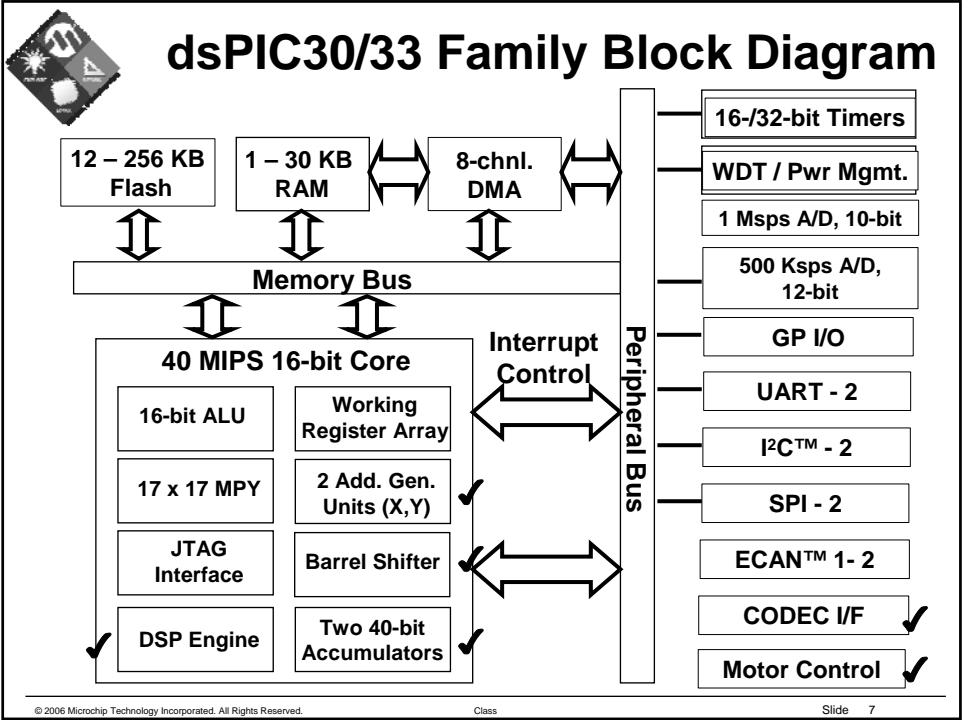 dsPIC30/33 Family Block Diagram
12 – 256 KB
Flash
1 – 30 KB
RAM
8-chnl.
DMA
Memory Bus
40 MIPS 16-bit Core
16-bit ALU
Working
Register Array
17 x 17 MPY
2 Add. Gen.
Units (X,Y)
JTAG
Interface
Barrel Shifter
DSP Engine
Two 40-bit
Accumulators
Interrupt
Control
Peripheral Bus
16-/32-bit Timers
WDT / Pwr Mgmt.
1 Msps A/D, 10-bit
500 Ksps A/D,
12-bit
GP I/O
UART - 2
I²C™ - 2
SPI - 2
ECAN™ 1- 2
CODEC I/F
Motor Control
© 2006 Microchip Technology Incorporated. All Rights Reserved.
Class
Slide 7